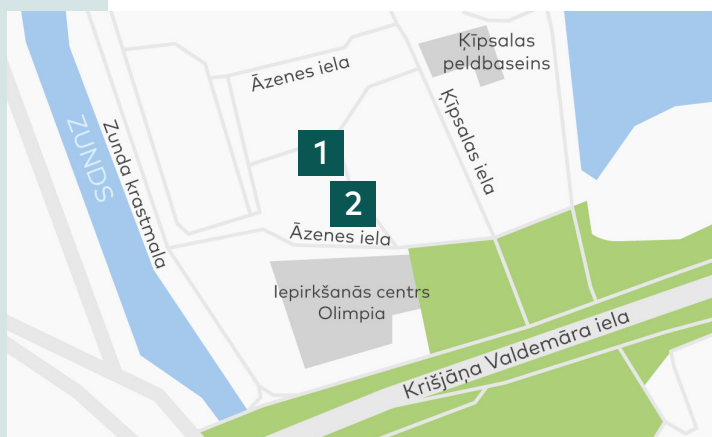 Ķīpsalas
peldbaseins
Āzenes iela
Ķīpsalas iela
ZUNDS
Zunda krastmala
1
2
Āzenes iela
Iepirkšanās centrs
Olimpia
Krišjāņa Valdemāra iela